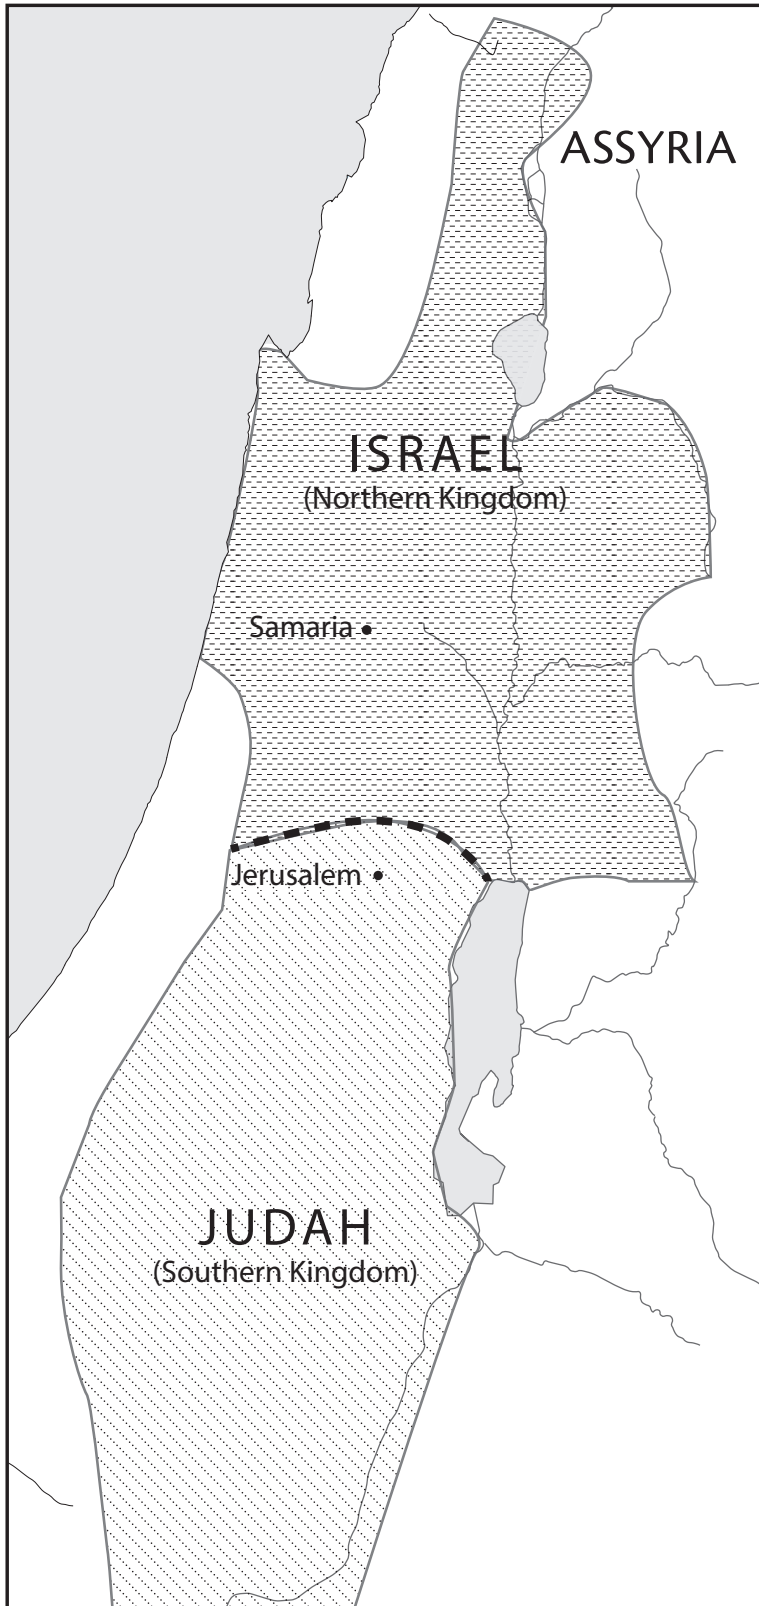 ASSYRIA
ISRAEL
(Northern Kingdom)
Samaria
Jerusalem
JUDAH
(Southern Kingdom)